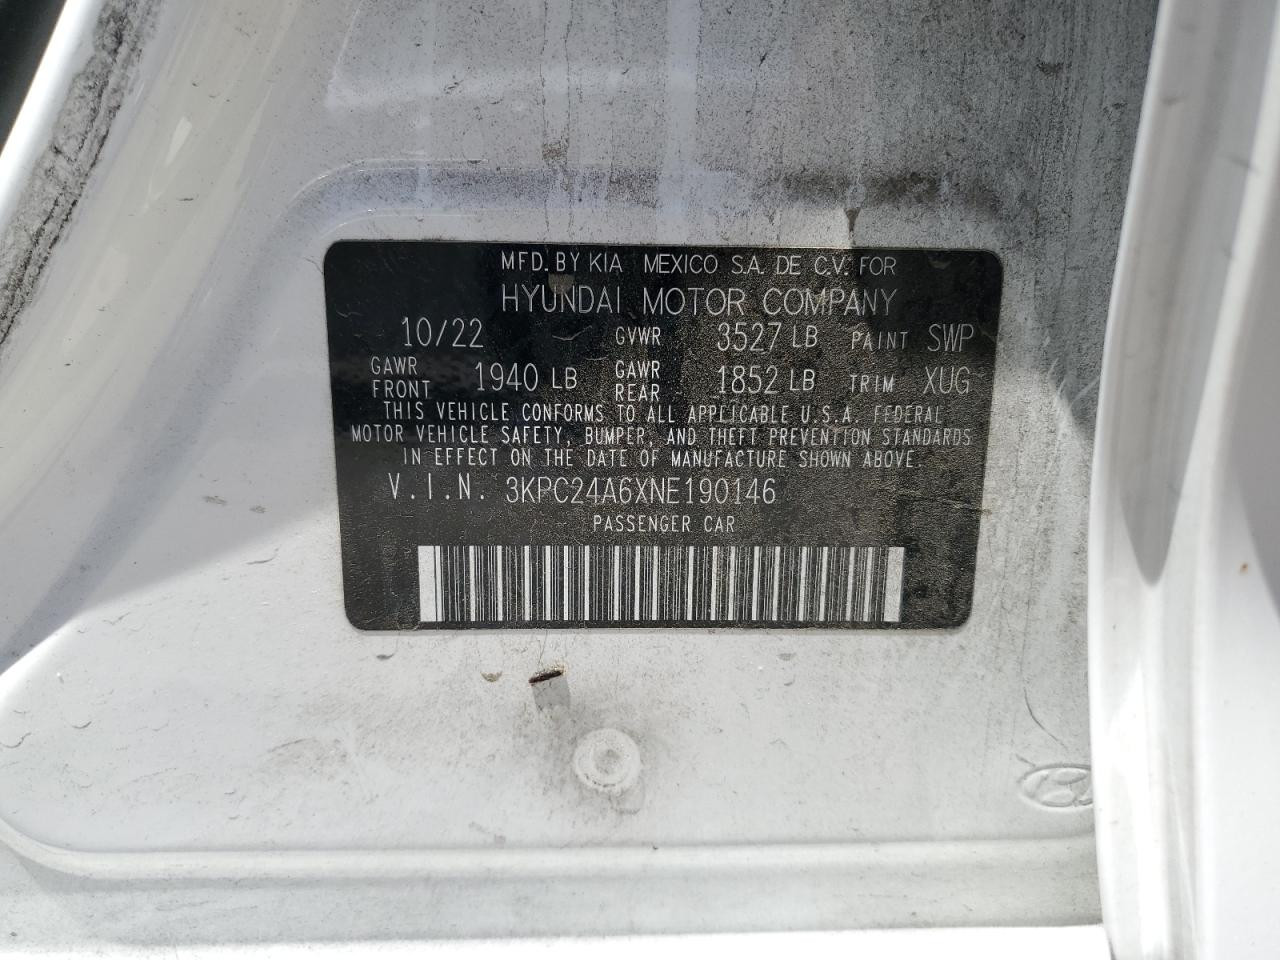 MFD. BY KIA MEXICO S.A. DE C.V. FOR
HYUNDAI MOTOR COMPANY
10/22 GVWR 3527 LB PAINT SWP
GAWR FRONT 1940 LB GAWR REAR 1852 LB TRIM XUG
THIS VEHICLE CONFORMS TO ALL APPLICABLE U.S.A. FEDERAL
MOTOR VEHICLE SAFETY, BUMPER, AND THEFT PREVENTION STANDARDS
IN EFFECT ON THE DATE OF MANUFACTURE SHOWN ABOVE.
V.I.N. 3KPC24A6XNE190146
PASSENGER CAR